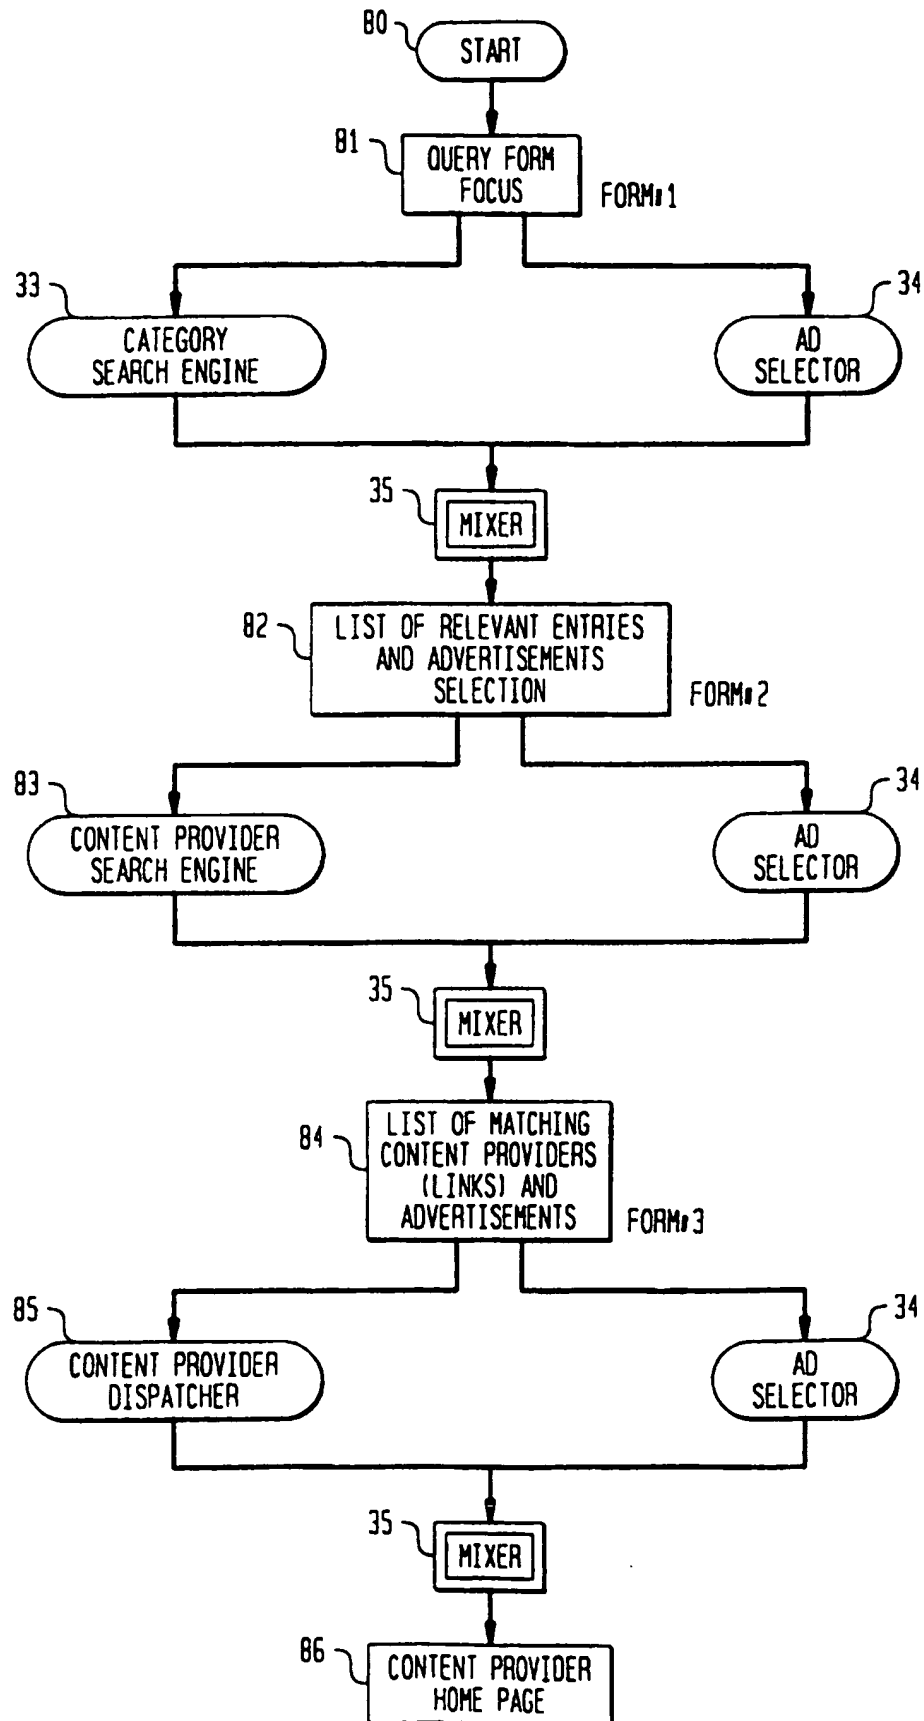 80
START
81
QUERY FORM
FOCUS
FORM#1
33
34
CATEGORY
SEARCH ENGINE
AD
SELECTOR
35
MIXER
82
LIST OF RELEVANT ENTRIES
AND ADVERTISEMENTS
SELECTION
FORM#2
83
34
CONTENT PROVIDER
SEARCH ENGINE
AD
SELECTOR
35
MIXER
84
LIST OF MATCHING
CONTENT PROVIDERS
(LINKS) AND
ADVERTISEMENTS
FORM#3
85
34
CONTENT PROVIDER
DISPATCHER
AD
SELECTOR
35
MIXER
86
CONTENT PROVIDER
HOME PAGE